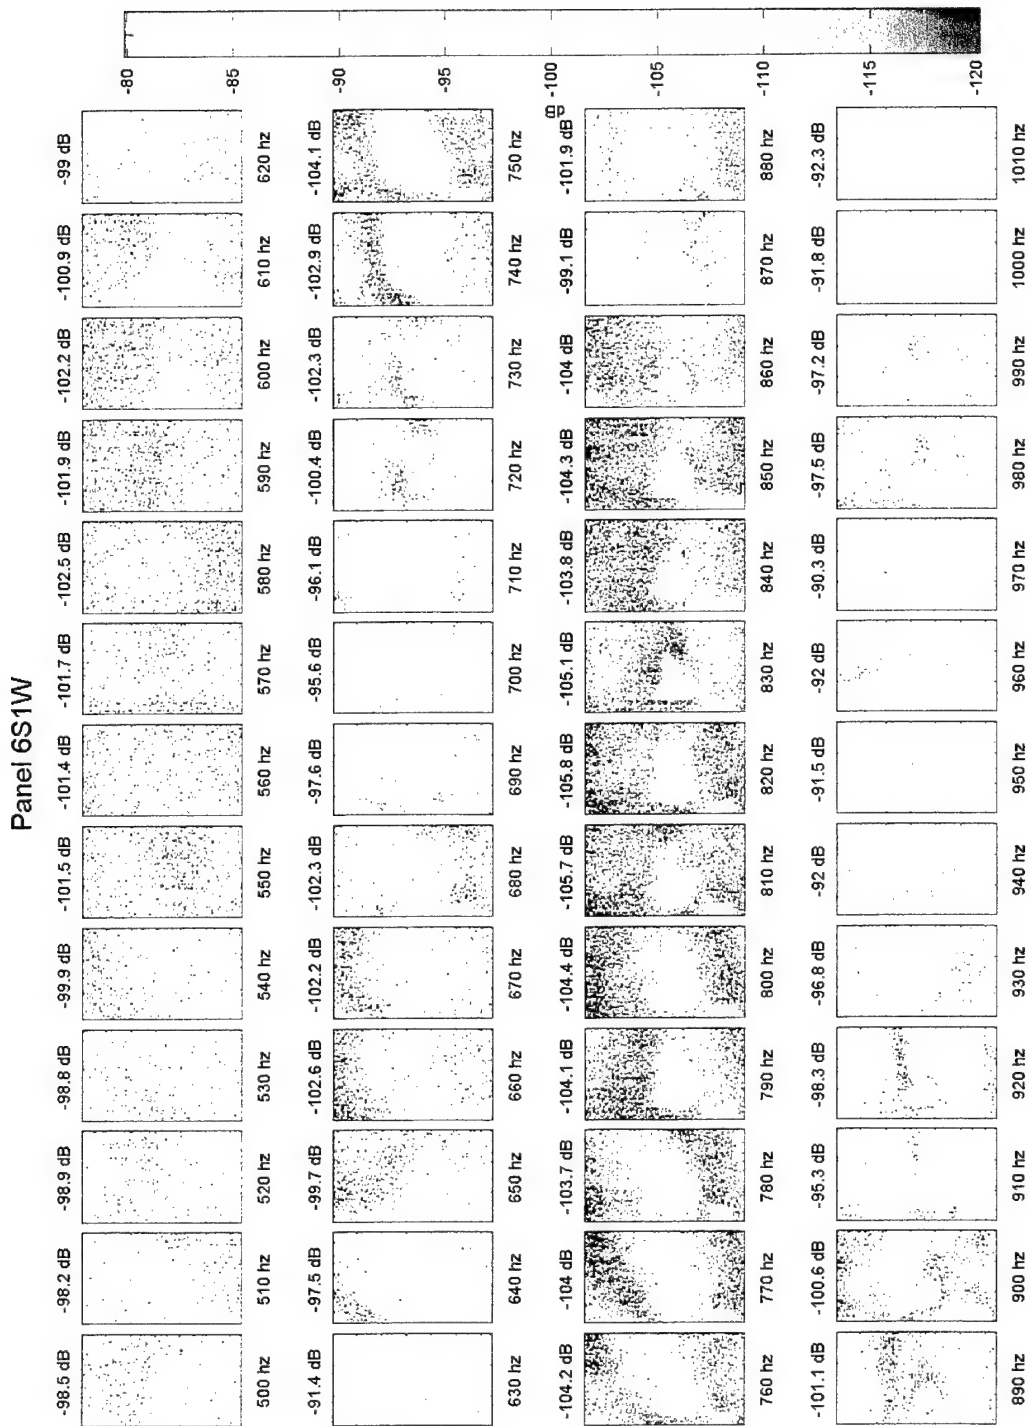 Panel 6S1W
-98.5 dB -98.2 dB -98.9 dB -98.8 dB -99.9 dB -101.5 dB -101.4 dB -101.7 dB -102.5 dB -101.9 dB -102.2 dB -100.9 dB -99 dB
500 hz 510 hz 520 hz 530 hz 540 hz 550 hz 560 hz 570 hz 580 hz 590 hz 600 hz 610 hz 620 hz
-91.4 dB -97.5 dB -99.7 dB -102.6 dB -102.2 dB -102.3 dB -97.6 dB -95.6 dB -96.1 dB -100.4 dB -102.3 dB -102.9 dB -104.1 dB
630 hz 640 hz 650 hz 660 hz 670 hz 680 hz 690 hz 700 hz 710 hz 720 hz 730 hz 740 hz 750 hz
-104.2 dB -104 dB -103.7 dB -104.1 dB -104.4 dB -105.7 dB -105.8 dB -105.1 dB -103.8 dB -104.3 dB -104 dB -99.1 dB -101.9 dB
760 hz 770 hz 780 hz 790 hz 800 hz 810 hz 820 hz 830 hz 840 hz 850 hz 860 hz 870 hz 880 hz
-101.1 dB -100.6 dB -95.3 dB -98.3 dB -96.8 dB -92 dB -91.5 dB -92 dB -90.3 dB -97.5 dB -97.2 dB -91.8 dB -92.3 dB
890 hz 900 hz 910 hz 920 hz 930 hz 940 hz 950 hz 960 hz 970 hz 980 hz 990 hz 1000 hz 1010 hz
-80
-85
-90
-95
-100
-105
-110
-115
-120
dB